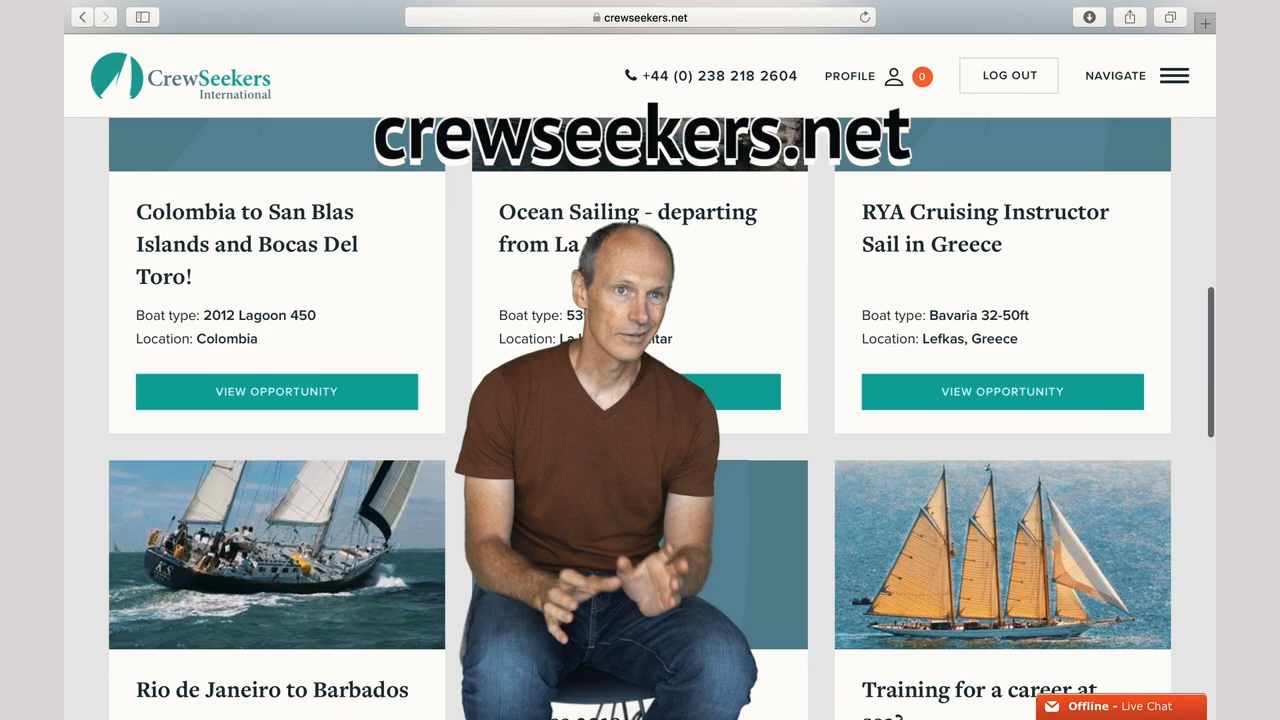 crewseekers.net
CrewSeekers
International
+44 (0) 238 218 2604
PROFILE
0
LOG OUT
NAVIGATE
crewseekers.net
Colombia to San Blas
Islands and Bocas Del
Toro!
Boat type: 2012 Lagoon 450
Location: Colombia
VIEW OPPORTUNITY
Ocean Sailing - departing
from La
Boat type: 53
Location: La
RYA Cruising Instructor
Sail in Greece
Boat type: Bavaria 32-50ft
Location: Lefkas, Greece
VIEW OPPORTUNITY
KS
Rio de Janeiro to Barbados
Training for a career at
Offline - Live Chat